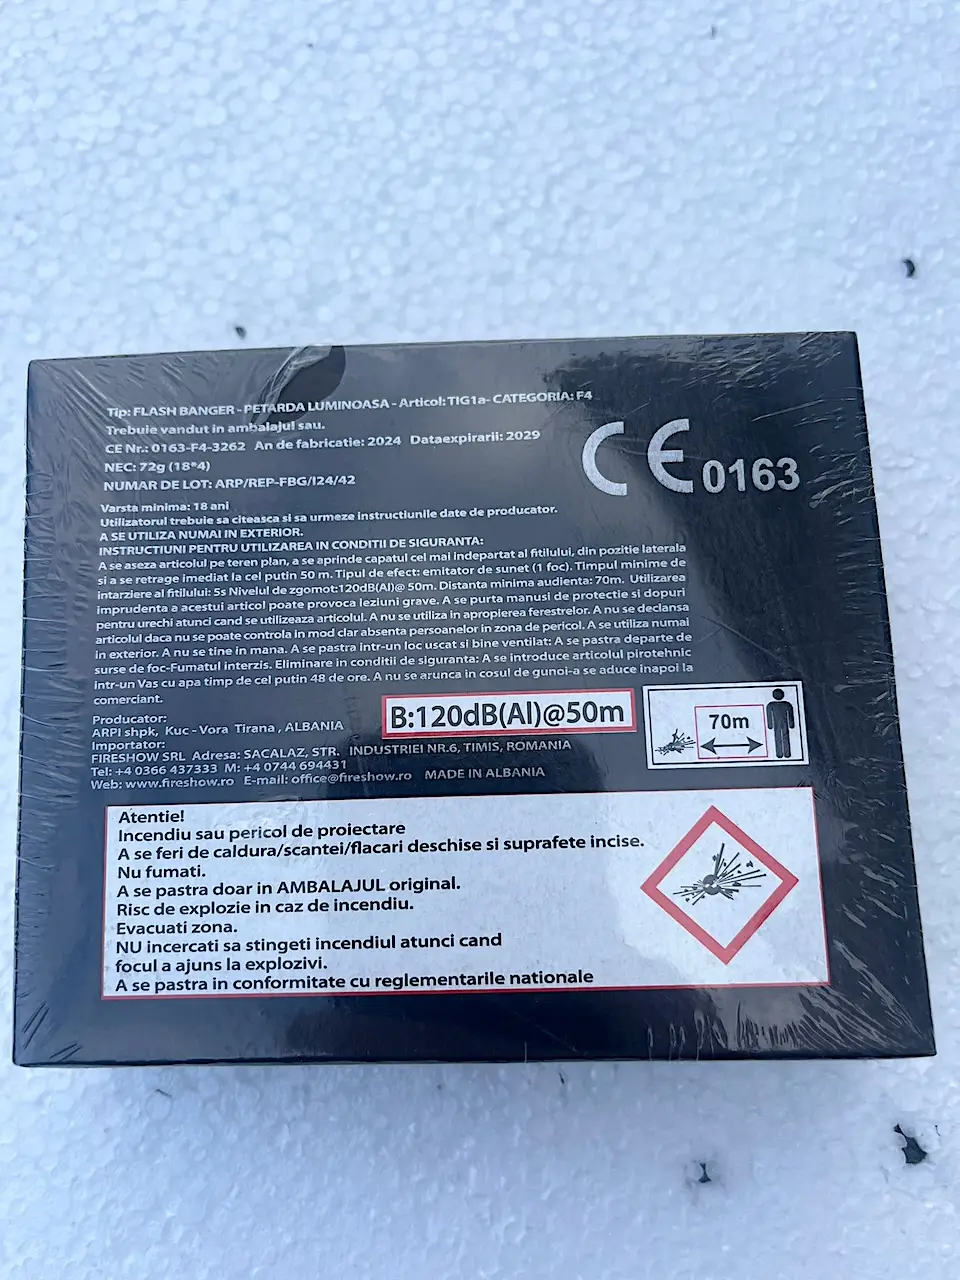 Tip: FLASH BANGER - PETARDA LUMINOASA - Articol: TIG1a- CATEGORIA: F4
Trebuie vandut in ambalajul sau.
CE Nr.: 0163-F4-3262 An de fabricatie: 2024 Dataexpirarii: 2029
NEC: 72g (18*4)
NUMAR DE LOT: ARP/REP-FBG/I24/42
CE 0163
Varsta minima: 18 ani
Utilizatorul trebuie sa citeasca si sa urmeze instructiunile date de producator.
A SE UTILIZA NUMAI IN EXTERIOR.
INSTRUCTIUNI PENTRU UTILIZAREA IN CONDITII DE SIGURANTA:
A se aseza articolul pe teren plan, a se aprinde capatul cel mai indepartat al fitilului, din pozitie laterala
si a se retrage imediat la cel putin 50 m. Tipul de efect: emitator de sunet (1 foc). Timpul minime de
intarziere al fitilului: 5s Nivelul de zgomot:120dB(AI)@ 50m. Distanta minima audienta: 70m. Utilizarea
imprudenta a acestui articol poate provoca leziuni grave. A se purta manusi de protectie si dopuri
pentru urechi atunci cand se utilizeaza articolul. A nu se utiliza in apropierea ferestrelor. A nu se declansa
articolul daca nu se poate controla in mod clar absenta persoanelor in zona de pericol. A se utiliza numai
in exterior. A nu se tine in mana. A se pastra intr-un loc uscat si bine ventilat: A se pastra departe de
surse de foc-Fumatul interzis. Eliminare in conditii de siguranta: A se introduce articolul pirotehnic
intr-un Vas cu apa timp de cel putin 48 de ore. A nu se arunca in cosul de gunoi-a se aduce inapoi la
comerciant.
Producator:
ARPI shpk, Kuc - Vora Tirana , ALBANIA
Importator:
FIRESHOW SRL Adresa: SACALAZ, STR. INDUSTRIEI NR.6, TIMIS, ROMANIA
Tel: +4 0366 437333 M: +4 0744 694431
Web: www.fireshow.ro E-mail: office@fireshow.ro MADE IN ALBANIA
B:120dB(AI)@50m
70m
Atentie!
Incendiu sau pericol de proiectare
A se feri de caldura/scantei/flacari deschise si suprafete incise.
Nu fumati.
A se pastra doar in AMBALAJUL original.
Risc de explozie in caz de incendiu.
Evacuati zona.
NU incercati sa stingeti incendiul atunci cand
focul a ajuns la explozivi.
A se pastra in conformitate cu reglementarile nationale